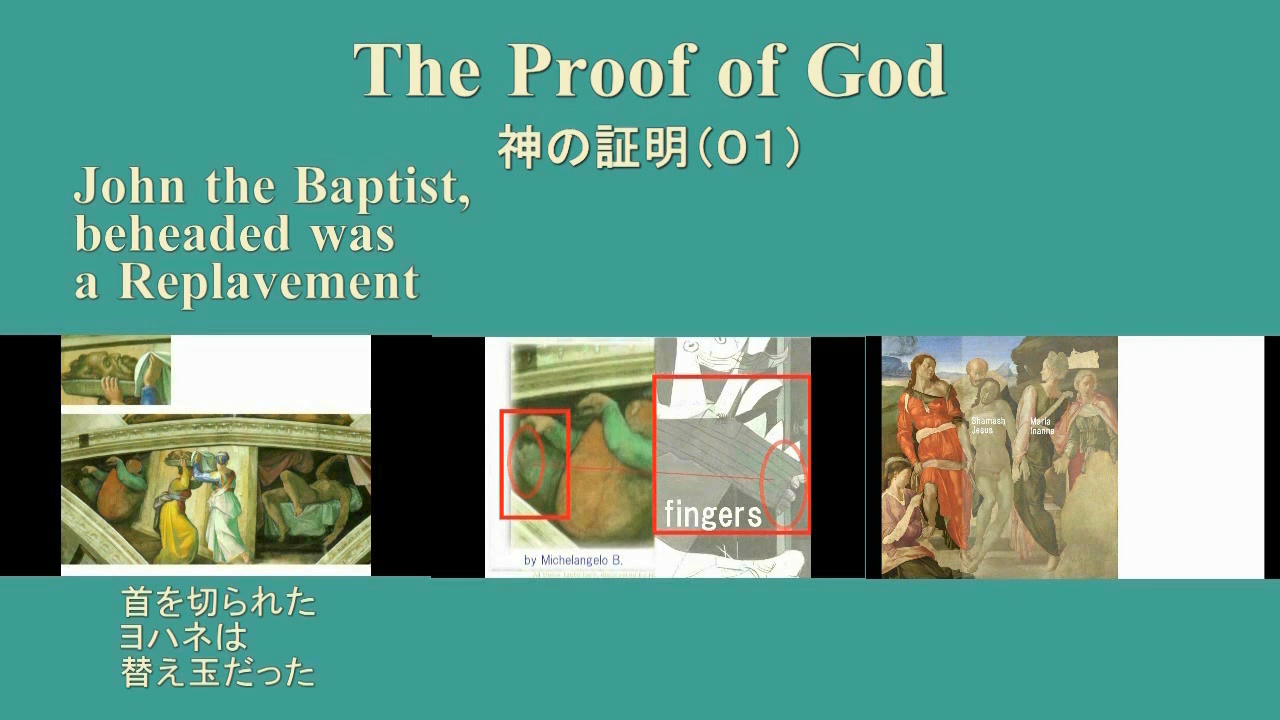 The Proof of God
神の証明(01)
John the Baptist,
beheaded was
a Replavement
fingers
by Michelangelo B.
Shamash
Jesus
Maria
Inanna
首を切られた
ヨハネは
替え玉だった